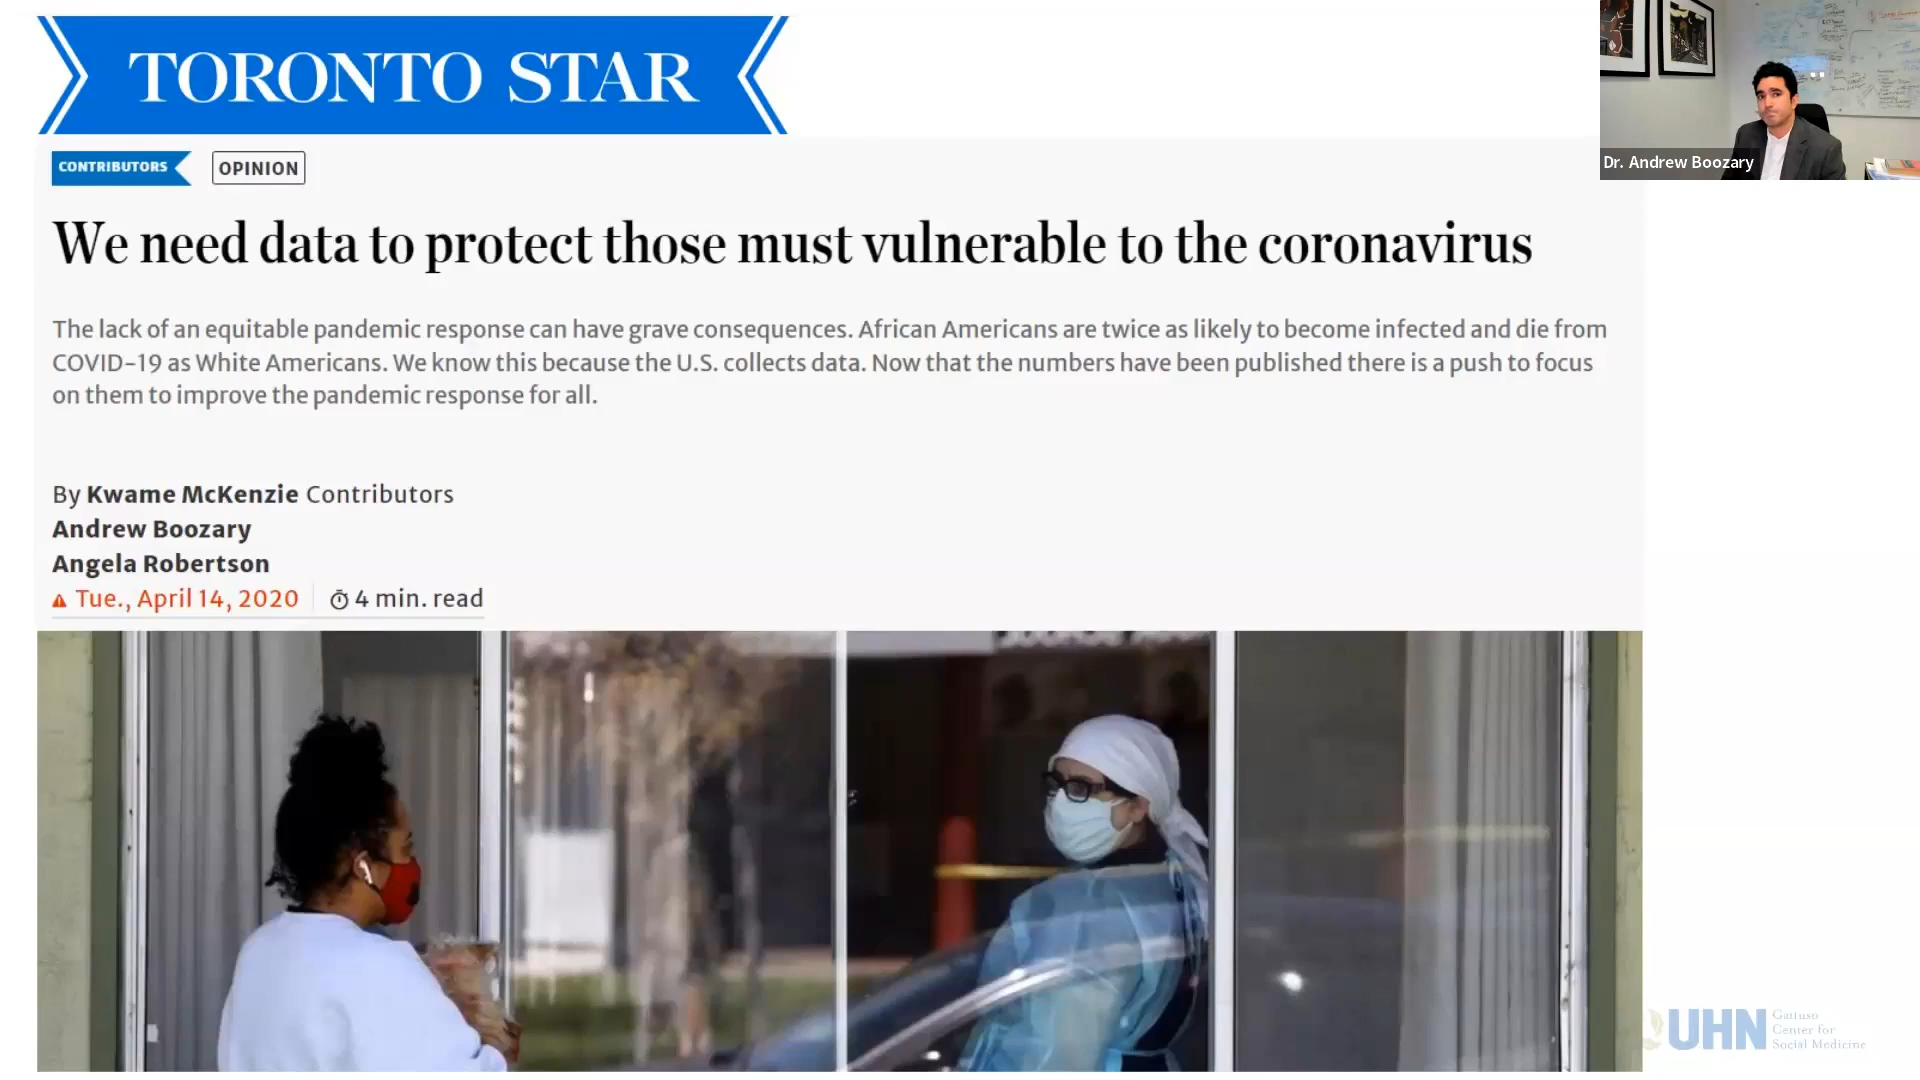 TORONTO STAR
CONTRIBUTORS
OPINION
We need data to protect those must vulnerable to the coronavirus
The lack of an equitable pandemic response can have grave consequences. African Americans are twice as likely to become infected and die from
COVID-19 as White Americans. We know this because the U.S. collects data. Now that the numbers have been published there is a push to focus
on them to improve the pandemic response for all.
By Kwame McKenzie Contributors
Andrew Boozary
Angela Robertson
Tue., April 14, 2020
4 min. read
Dr. Andrew Boozary
UHN
Gattuso
Center for
Social Medicine